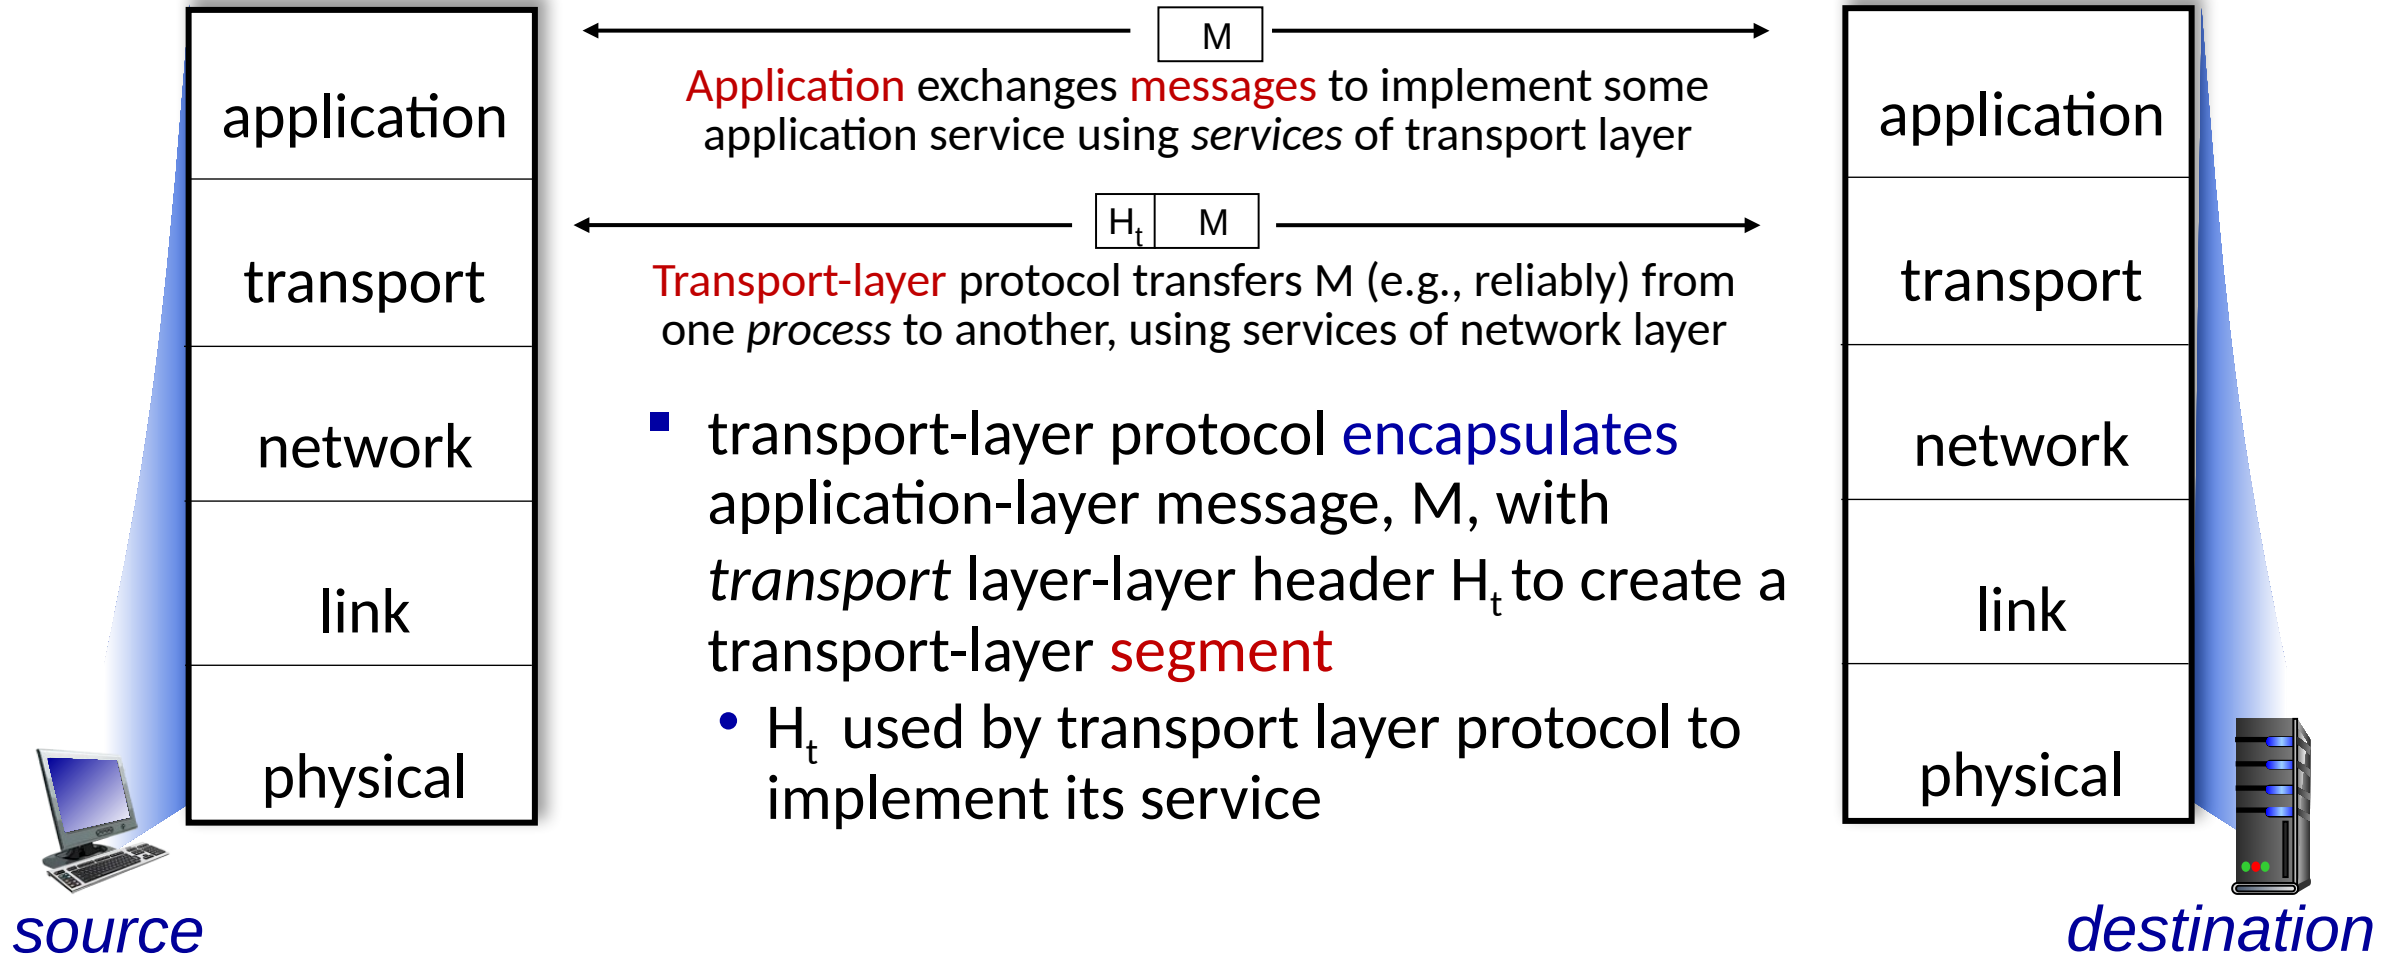 M
Application exchanges messages to implement some
application service using services of transport layer
Ht M
Transport-layer protocol transfers M (e.g., reliably) from
one process to another, using services of network layer
transport-layer protocol encapsulates
application-layer message, M, with
transport layer-layer header Ht to create a
transport-layer segment
Ht used by transport layer protocol to
implement its service
application
transport
network
link
physical
source
application
transport
network
link
physical
destination